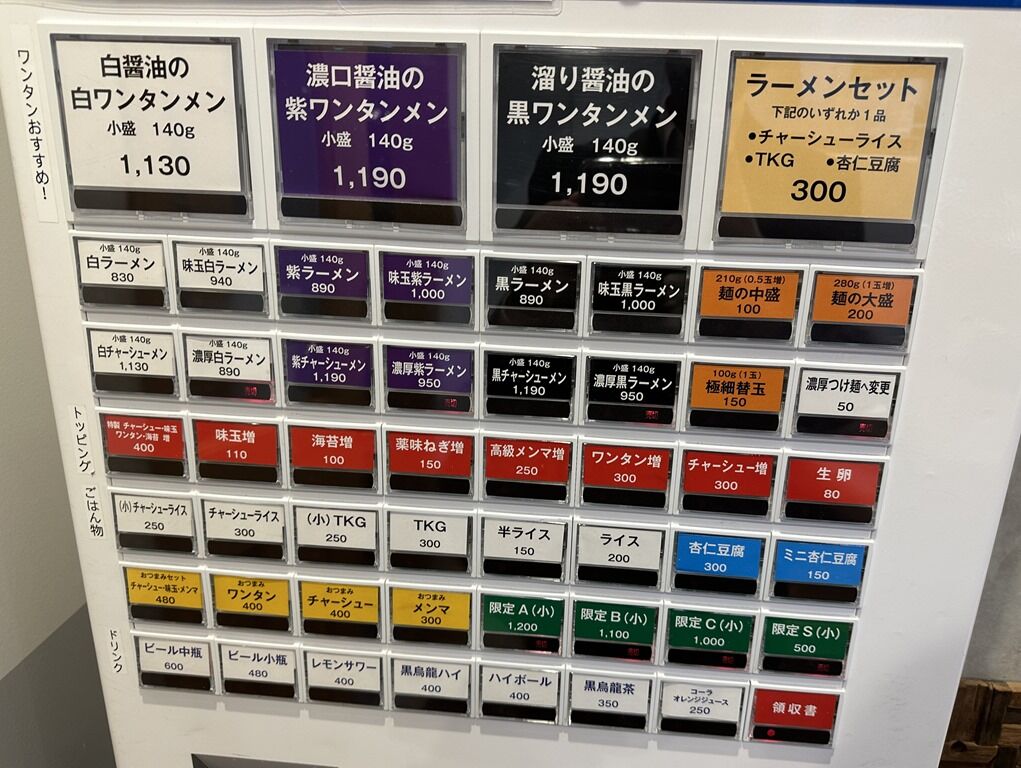 ワンタンおすすめ!
白醤油の
白ワンタンメン
小盛 140g
1,130
濃口醤油の
紫ワンタンメン
小盛 140g
1,190
溜り醤油の
黒ワンタンメン
小盛 140g
1,190
ラーメンセット
下記のいずれか1品
●チャーシューライス
●TKG ●杏仁豆腐
300
小盛 140g
白ラーメン
830
小盛 140g
味玉白ラーメン
940
小盛 140g
紫ラーメン
890
小盛 140g
味玉紫ラーメン
1,000
小盛 140g
黒ラーメン
890
小盛 140g
味玉黒ラーメン
1,000
210g(0.5玉増)
麺の中盛
100
280g(1玉増)
麺の大盛
200
小盛 140g
白チャーシューメン
1,130
小盛 140g
濃厚白ラーメン
890
売切
小盛 140g
紫チャーシューメン
1,190
小盛 140g
濃厚紫ラーメン
950
売切
小盛 140g
黒チャーシューメン
1,190
小盛 140g
濃厚黒ラーメン
950
売切
100g(1玉)
極細替玉
150
濃厚つけ麺へ変更
50
売切
トッピング。ごはん物
特製 チャーシュー・味玉
ワンタン・海苔 増
400
味玉増
110
海苔増
100
薬味ねぎ増
150
高級メンマ増
250
ワンタン増
300
チャーシュー増
300
生卵
80
(小)チャーシューライス
250
チャーシューライス
300
(小)TKG
250
TKG
300
半ライス
150
ライス
200
杏仁豆腐
300
ミニ杏仁豆腐
150
おつまみセット
チャーシュー・味玉・メンマ
480
おつまみ
ワンタン
400
おつまみ
チャーシュー
400
おつまみ
メンマ
300
限定A(小)
1,200
売切
限定B(小)
1,100
売切
限定C(小)
1,000
売切
限定S(小)
500
売切
ドリンク
ビール中瓶
600
ビール小瓶
480
レモンサワー
400
黒烏龍ハイ
400
ハイボール
400
黒烏龍茶
350
コーラ
オレンジジュース
250
領収書